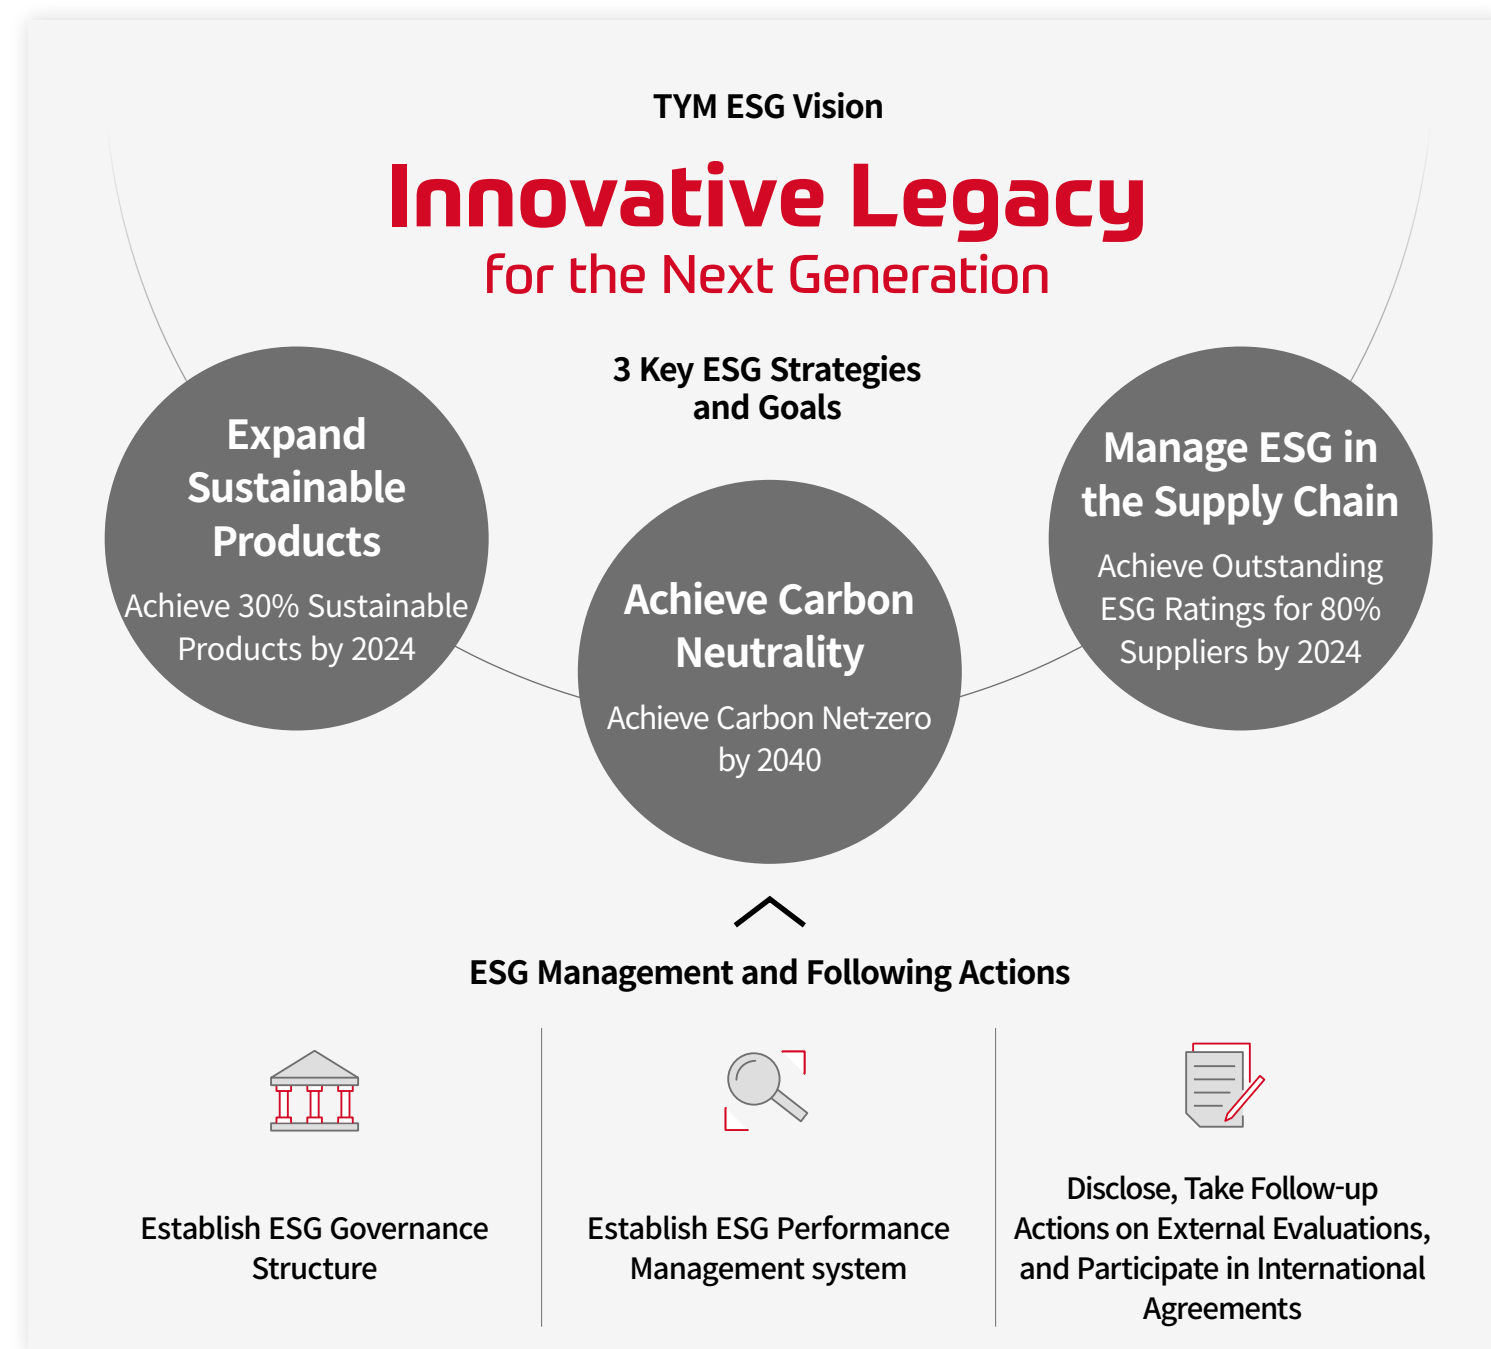 TYM ESG Vision
Innovative Legacy
for the Next Generation
3 Key ESG Strategies
and Goals
Expand
Sustainable
Products
Achieve 30% Sustainable
Products by 2024
Achieve Carbon
Neutrality
Achieve Carbon Net-zero
by 2040
Manage ESG in
the Supply Chain
Achieve Outstanding
ESG Ratings for 80%
Suppliers by 2024
ESG Management and Following Actions
Establish ESG Governance
Structure
Establish ESG Performance
Management system
Disclose, Take Follow-up
Actions on External Evaluations,
and Participate in International
Agreements